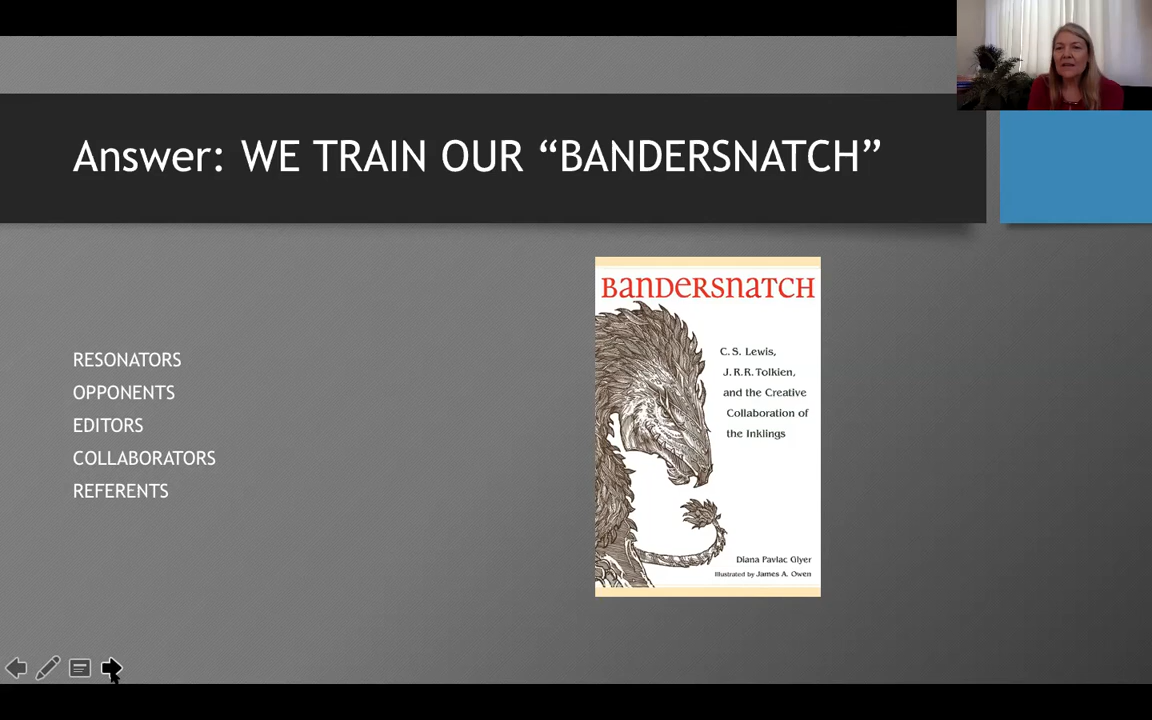 Answer: WE TRAIN OUR “BANDERSNATCH”
RESONATORS
OPPONENTS
EDITORS
COLLABORATORS
REFERENTS
BANDERSNATCH
C. S. Lewis,
J. R. R. Tolkien,
and the Creative
Collaboration of
the Inklings
Diana Pavlac Glyer
Illustrated by James A. Owen